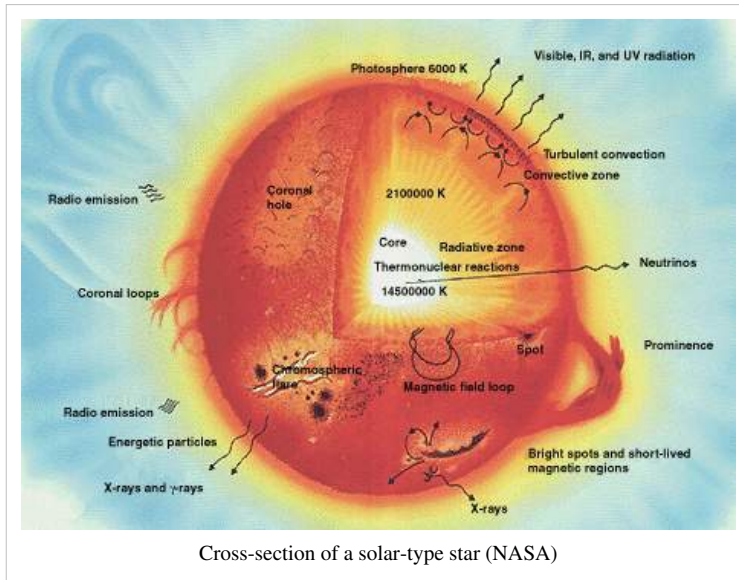 Photosphere 6000 K
Visible, IR, and UV radiation
Turbulent convection
Convective zone
Coronal
hole
2100000 K
Radio emission
Core
Radiative zone
Thermonuclear reactions
Neutrinos
14500000 K
Coronal loops
Spot
Prominence
Chromospheric
flare
Magnetic field loop
Radio emission
Energetic particles
Bright spots and short-lived
magnetic regions
X-rays and γ-rays
X-rays
Cross-section of a solar-type star (NASA)